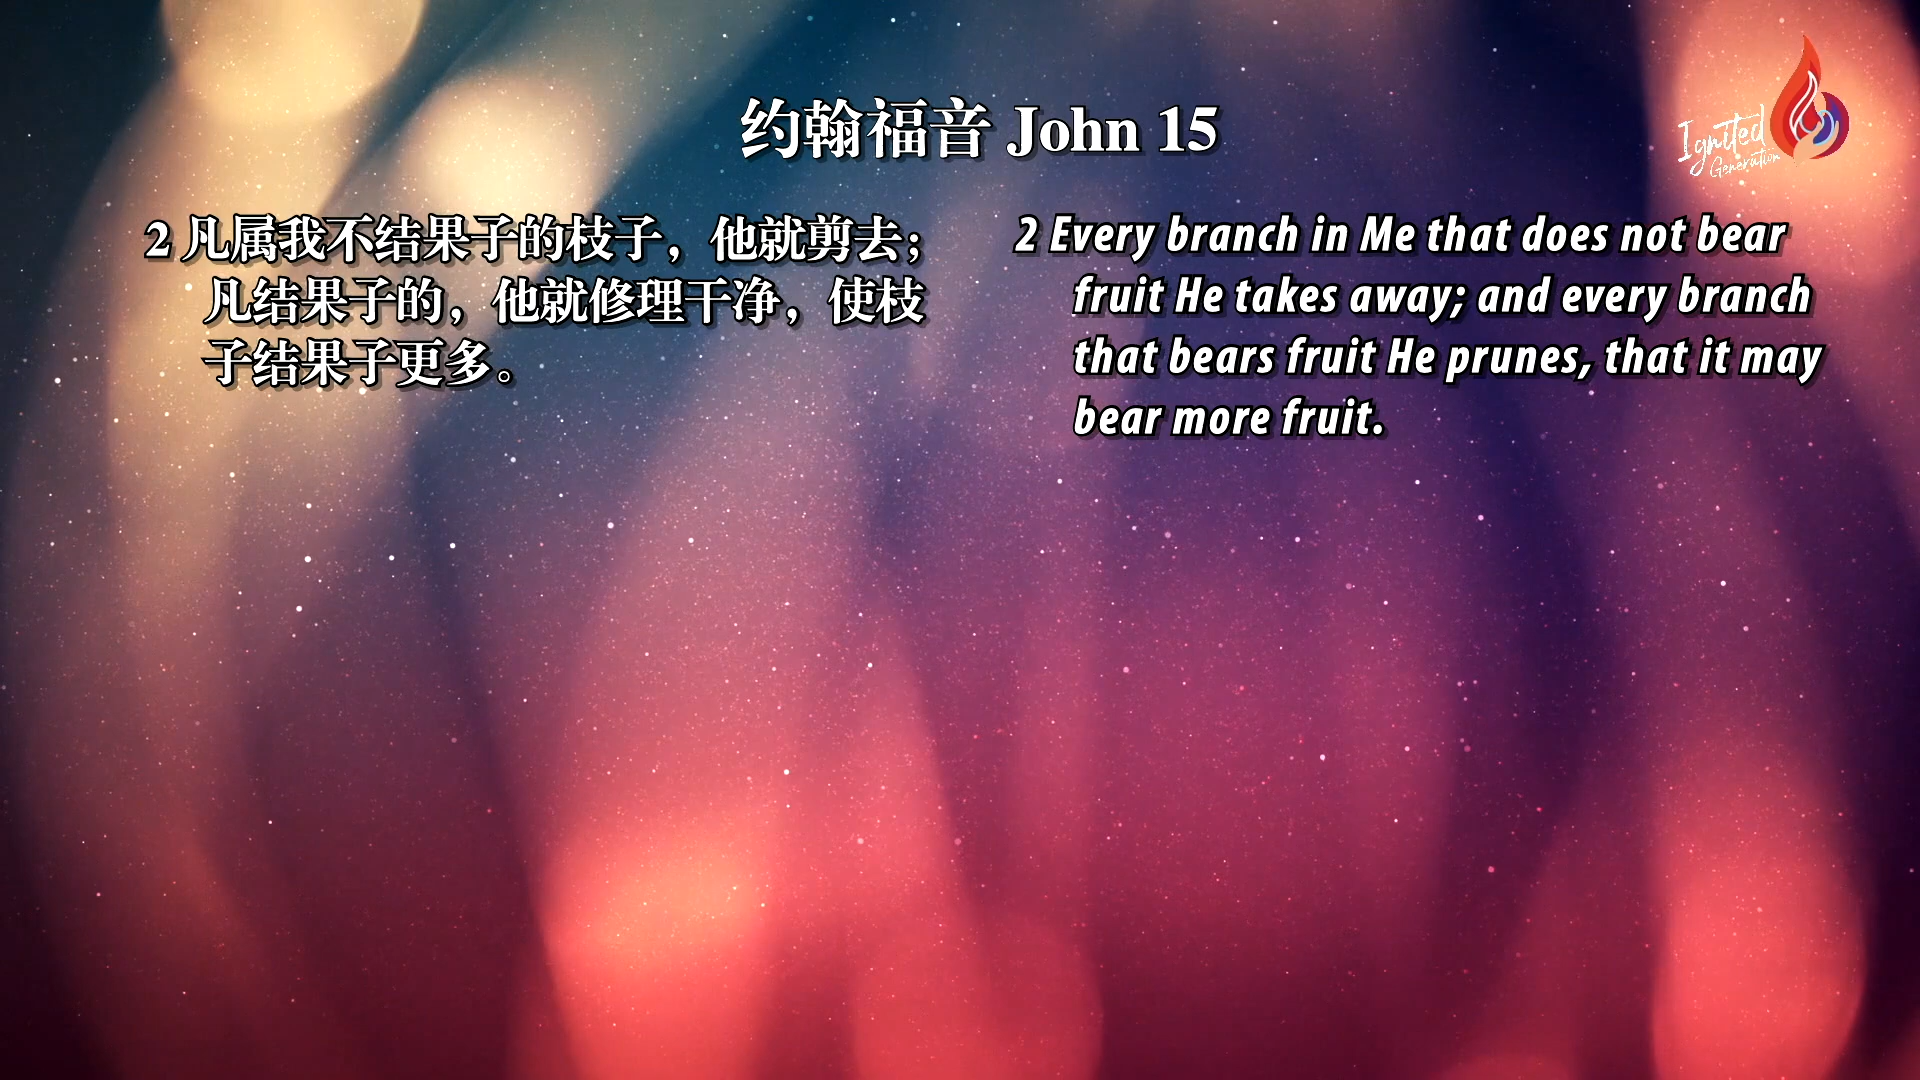 约翰福音 John 15
Ignited
Generation
2 凡属我不结果子的枝子，他就剪去；
凡结果子的，他就修理干净，使枝
子结果子更多。
2 Every branch in Me that does not bear
fruit He takes away; and every branch
that bears fruit He prunes, that it may
bear more fruit.